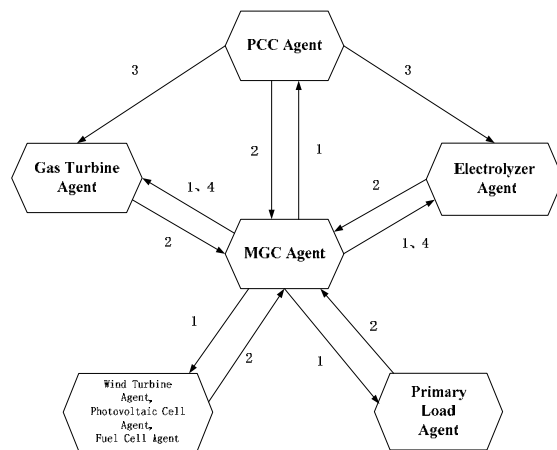 PCC Agent
3
3
2
1
Gas Turbine
Agent
1、4
2
Electrolyzer
Agent
2
1、4
MGC Agent
1
2
2
1
Wind Turbine
Agent,
Photovoltaic Cell
Agent,
Fuel Cell Agent
Primary
Load
Agent